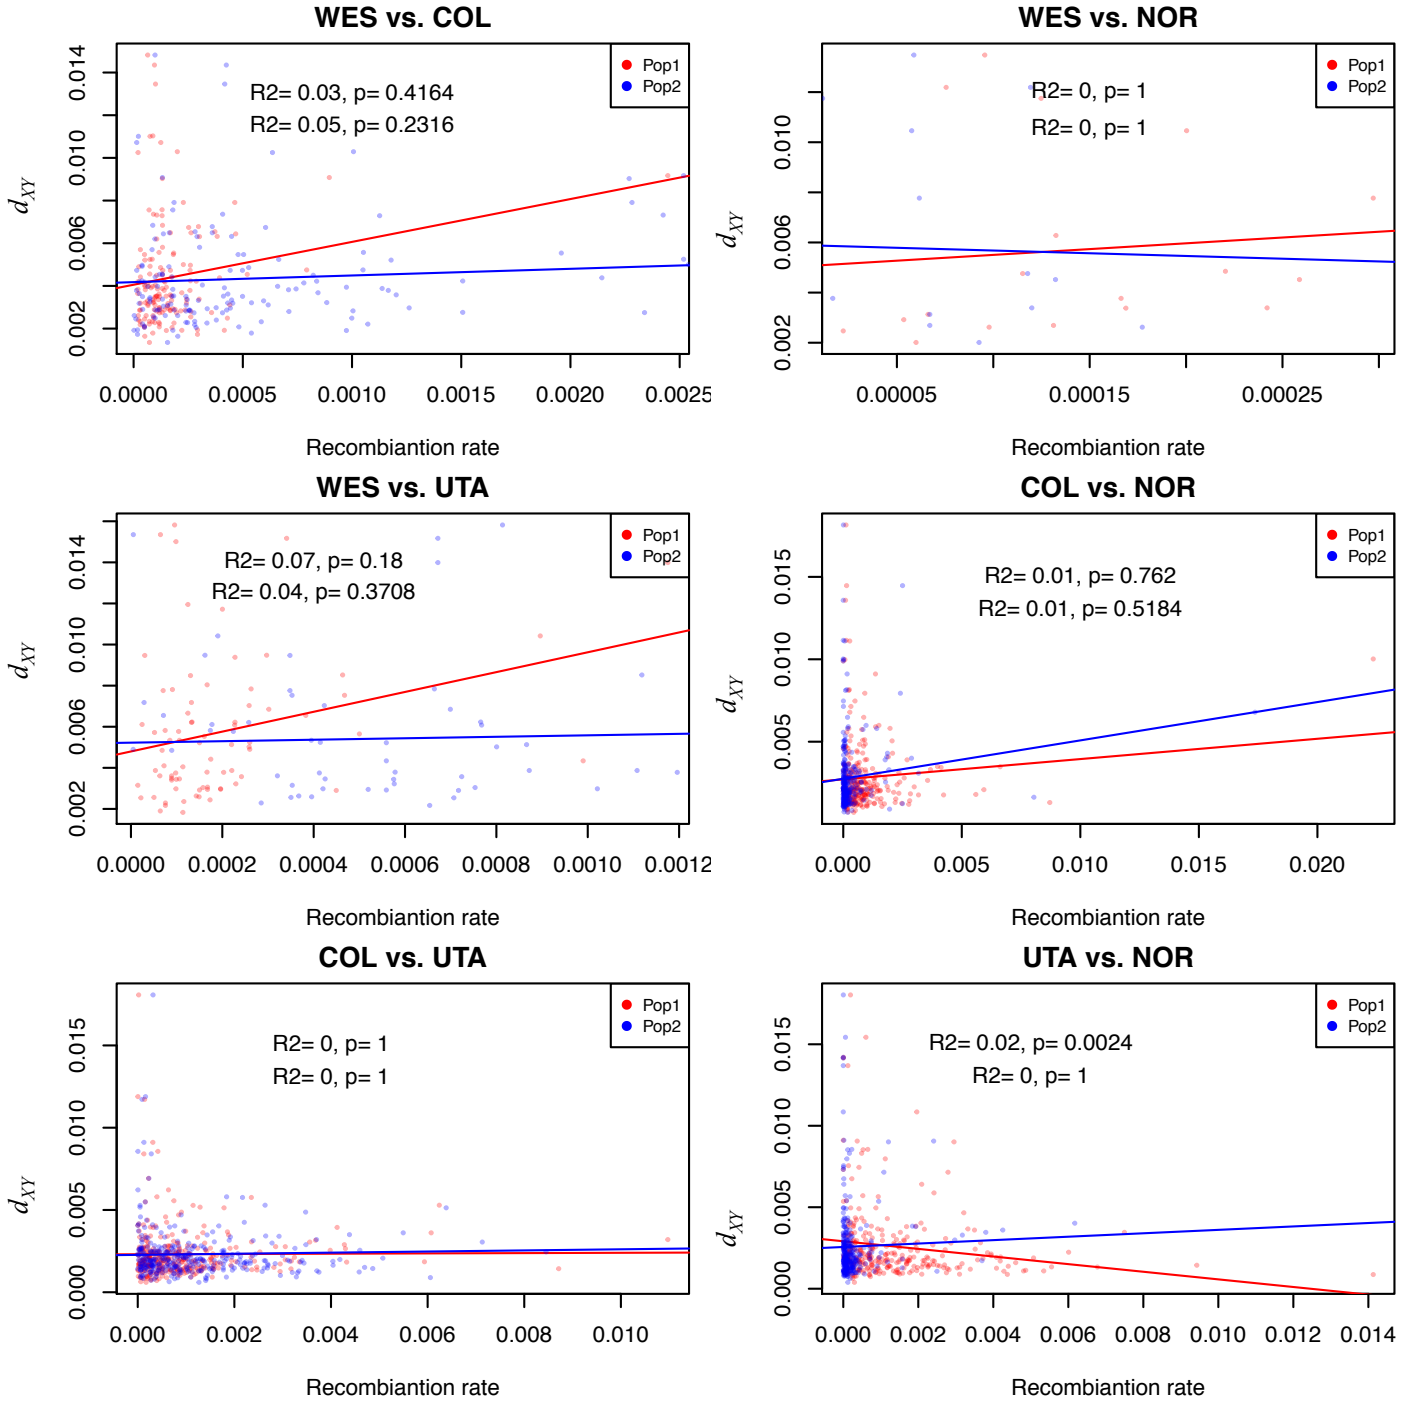 WES vs. COL
0.014
0.010
0.006
0.002
d_XY
R2= 0.03, p= 0.4164
R2= 0.05, p= 0.2316
Pop1
Pop2
0.0000 0.0005 0.0010 0.0015 0.0020 0.0025
Recombiantion rate
WES vs. NOR
0.010
0.006
0.002
d_XY
R2= 0, p= 1
R2= 0, p= 1
Pop1
Pop2
0.00005 0.00015 0.00025
Recombiantion rate
WES vs. UTA
0.014
0.010
0.006
0.002
d_XY
R2= 0.07, p= 0.18
R2= 0.04, p= 0.3708
Pop1
Pop2
0.0000 0.0002 0.0004 0.0006 0.0008 0.0010 0.0012
Recombiantion rate
COL vs. NOR
0.015
0.010
0.005
d_XY
R2= 0.01, p= 0.762
R2= 0.01, p= 0.5184
Pop1
Pop2
0.000 0.005 0.010 0.015 0.020
Recombiantion rate
COL vs. UTA
0.015
0.010
0.005
0.000
d_XY
R2= 0, p= 1
R2= 0, p= 1
Pop1
Pop2
0.000 0.002 0.004 0.006 0.008 0.010
Recombiantion rate
UTA vs. NOR
0.015
0.010
0.005
0.000
d_XY
R2= 0.02, p= 0.0024
R2= 0, p= 1
Pop1
Pop2
0.000 0.002 0.004 0.006 0.008 0.010 0.012 0.014
Recombiantion rate